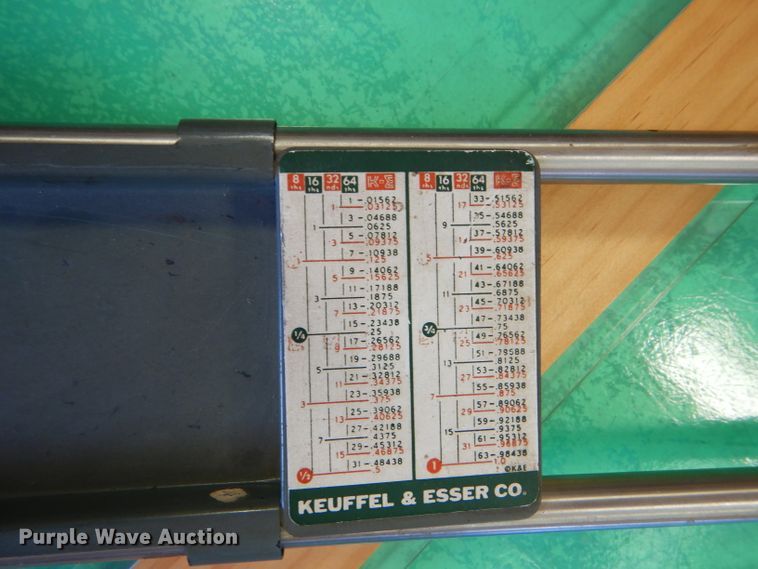 8 ths 16 ths 32 nds 64 ths K-E
1 - .01562
1 .03125
3 - .04688
1 .0625
5 - .07812
3 .09375
7 - .10938
.125
9 - .14062
5 .15625
11 - .17188
3 .1875
13 - .20312
7 .21875
15 - .23438
1/4 .25
17 - .26562
9 .28125
19 - .29688
5 .3125
21 - .32812
11 .34375
23 - .35938
3 .375
25 - .39062
13 .40625
27 - .42188
7 .4375
29 - .45312
15 .46875
31 - .48438
1/2 .5
8 ths 16 ths 32 nds 64 ths K-E
33 - .51562
17 .53125
35 - .54688
9 .5625
37 - .57812
.59375
39 - .60938
5 .625
41 - .64062
21 .65625
43 - .67188
11 .6875
45 - .70312
23 .71875
47 - .73438
3/4 .75
49 - .76562
25 .78125
51 - .79588
13 .8125
53 - .82812
27 .84375
55 - .85938
7 .875
57 - .89062
29 .90625
59 - .92188
15 .9375
61 - .95312
31 .96875
63 - .98438
1 1.0
©K&E
KEUFFEL & ESSER CO.
Purple Wave Auction